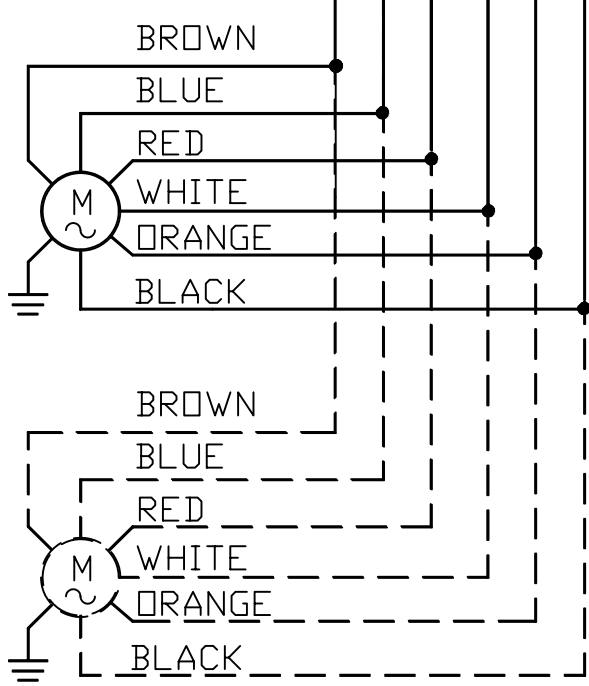 BROWN
BLUE
RED
WHITE
M
ORANGE
BLACK
BROWN
BLUE
RED
WHITE
M
ORANGE
BLACK